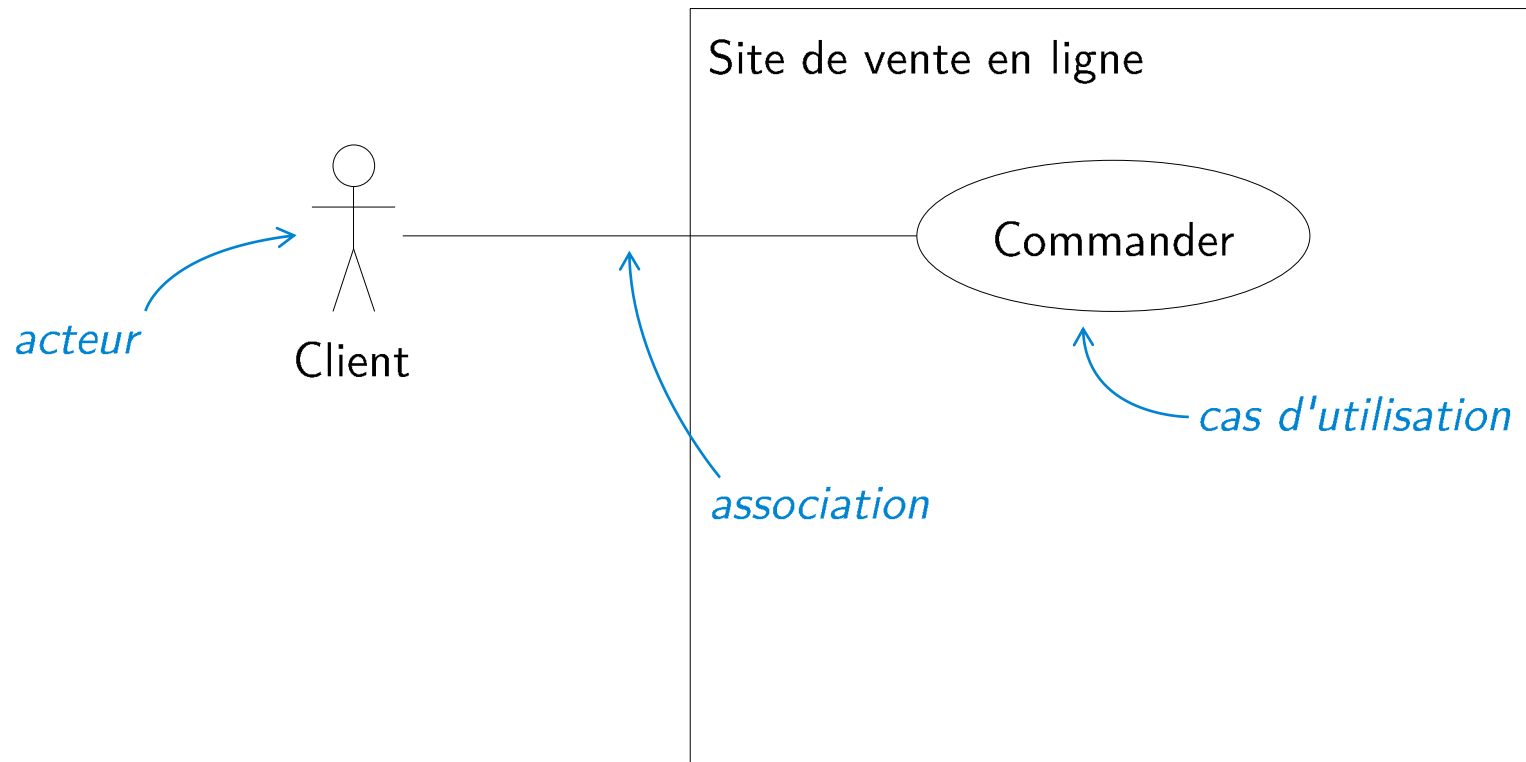 Site de vente en ligne
Commander
acteur
Client
cas d'utilisation
association